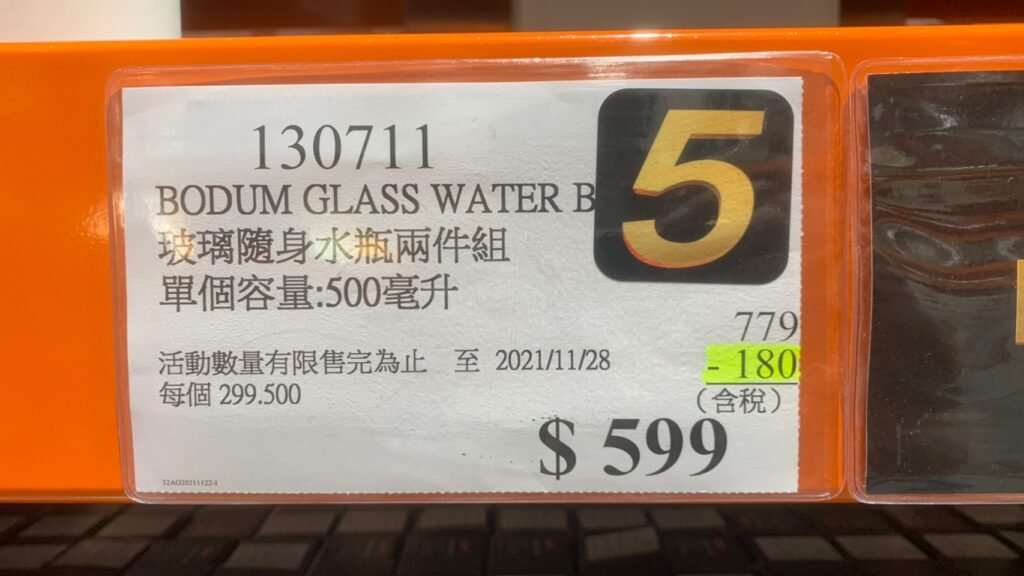 130711
5
BODUM GLASS WATER B
玻璃隨身水瓶兩件組
單個容量:500毫升
779
活動數量有限售完為止 至 2021/11/28
- 180
每個 299.500
（含稅）
$ 599
32AO20211122-1